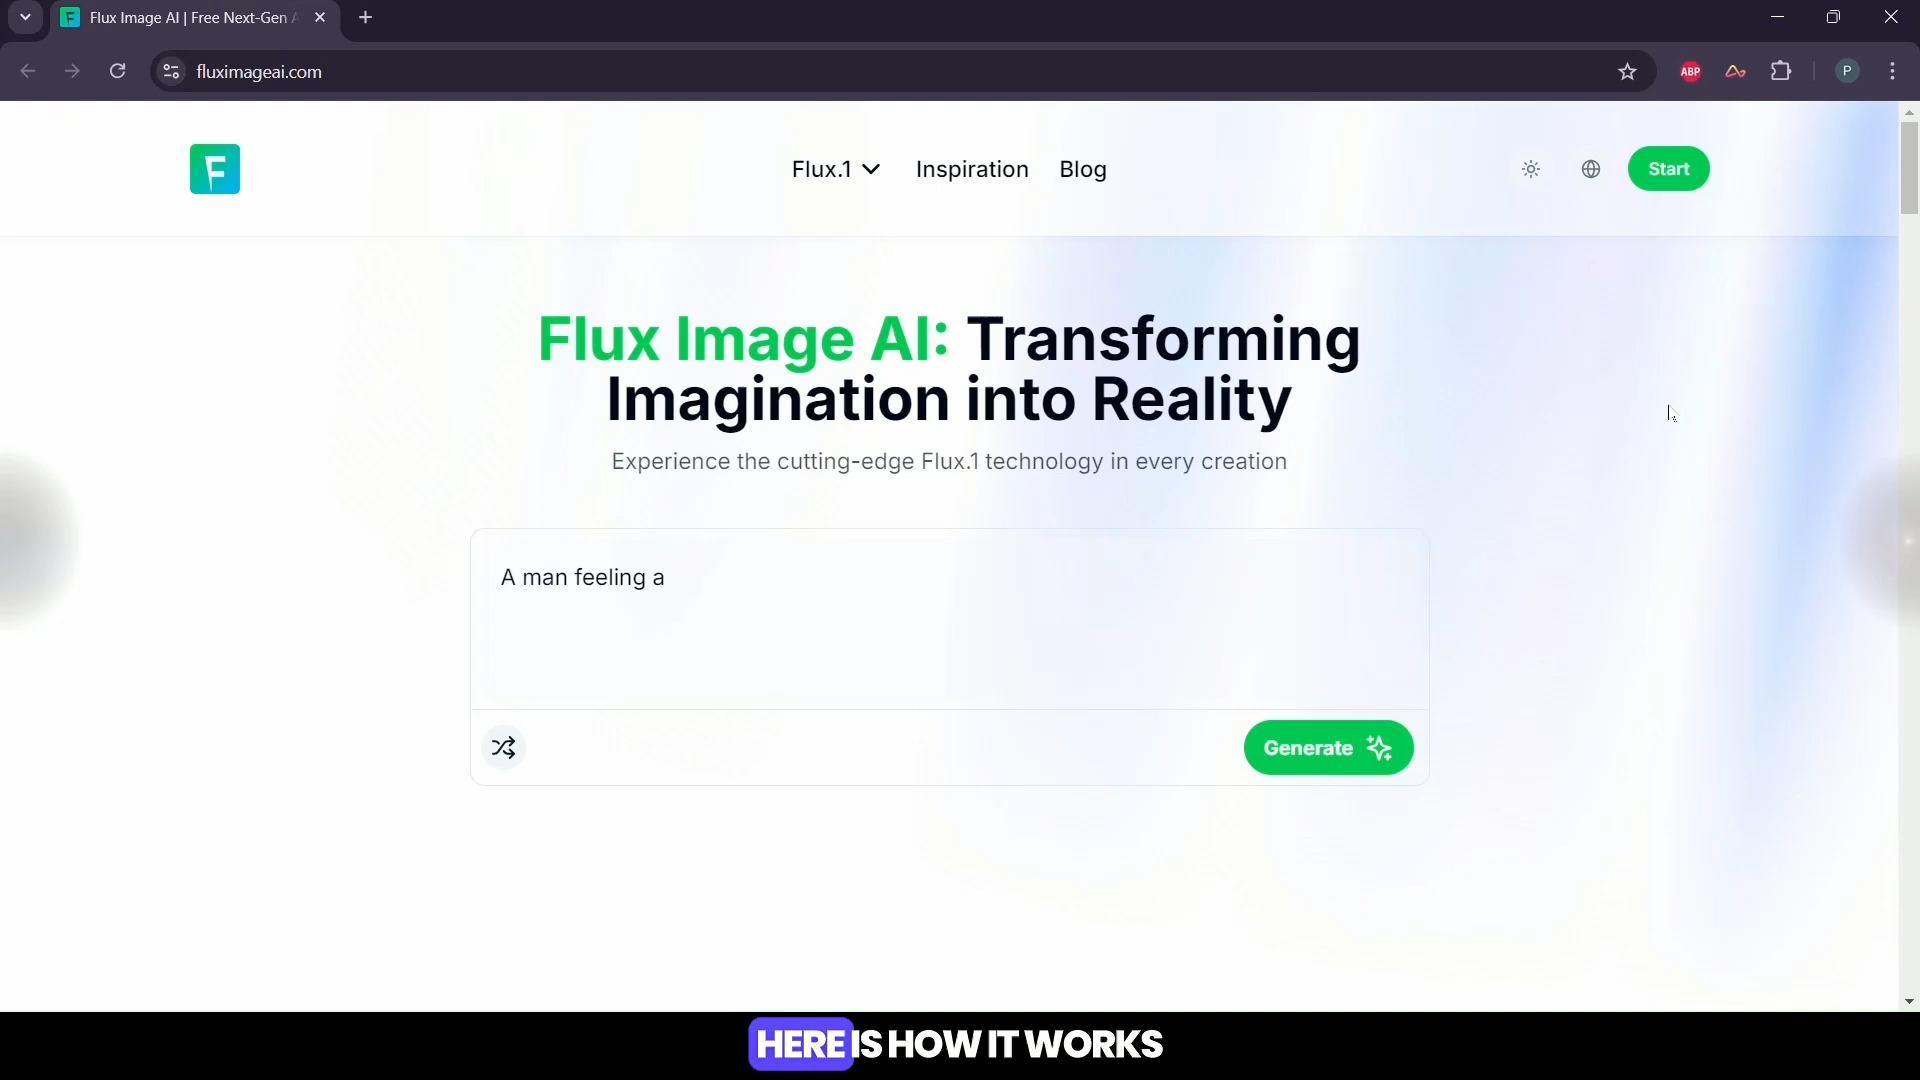 Flux Image AI | Free Next-Gen A
fluximageai.com
ABP
P
F
Flux.1
Inspiration
Blog
Start
Flux Image AI: Transforming
Imagination into Reality
Experience the cutting-edge Flux.1 technology in every creation
A man feeling a
Generate
HERE IS HOW IT WORKS